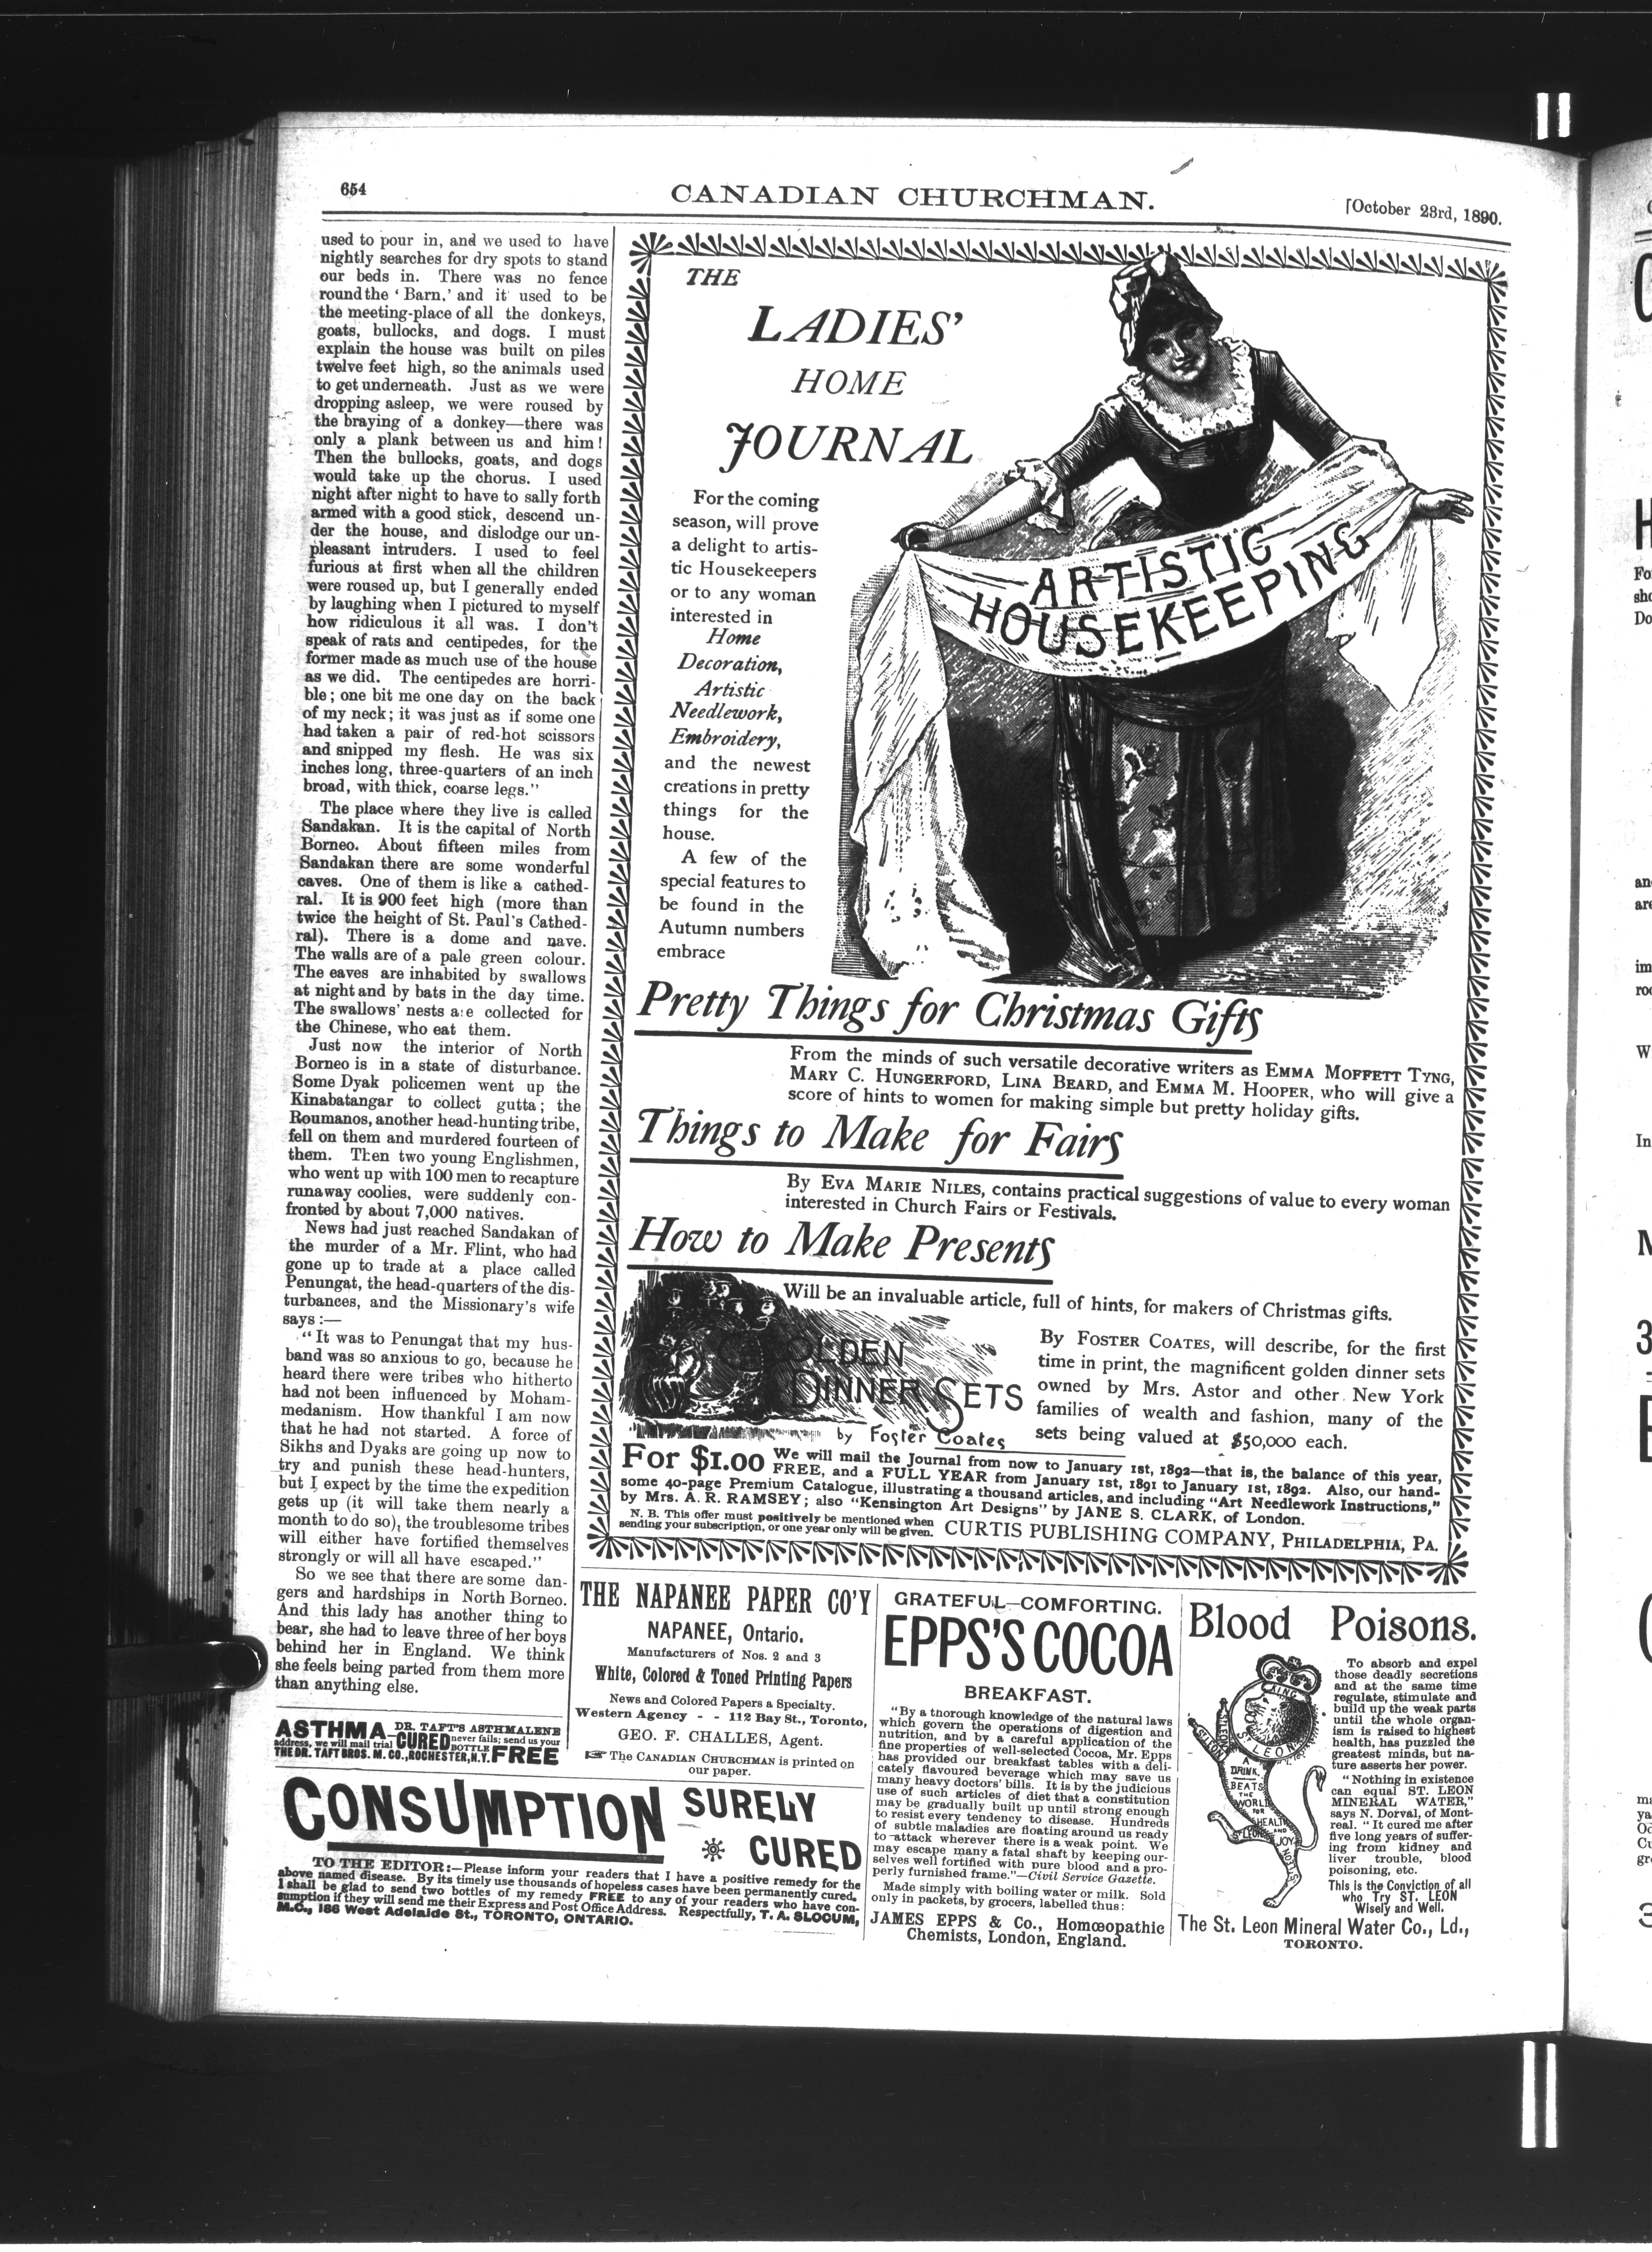 654
CANADIAN CHURCHMAN.
[October 23rd, 1890.
used to pour in, and we used to have
nightly searches for dry spots to stand
our beds in. There was no fence
round the ‘Barn,’ and it used to be
the meeting-place of all the donkeys,
goats, bullocks, and dogs. I must
explain the house was built on piles
twelve feet high, so the animals used
to get underneath. Just as we were
dropping asleep, we were roused by
the braying of a donkey—there was
only a plank between us and him!
Then the bullocks, goats, and dogs
would take up the chorus. I used
night after night to have to sally forth
armed with a good stick, descend un-
der the house, and dislodge our un-
pleasant intruders. I used to feel
furious at first when all the children
were roused up, but I generally ended
by laughing when I pictured to myself
how ridiculous it all was. I don't
speak of rats and centipedes, for the
former made as much use of the house
as we did. The centipedes are horri-
ble; one bit me one day on the back
of my neck; it was just as if some one
had taken a pair of red-hot scissors
and snipped my flesh. He was six
inches long, three-quarters of an inch
broad, with thick, coarse legs."
The place where they live is called
Sandakan. It is the capital of North
Borneo. About fifteen miles from
Sandakan there are some wonderful
caves. One of them is like a cathed-
ral. It is 900 feet high (more than
twice the height of St. Paul's Cathed-
ral). There is a dome and nave.
The walls are of a pale green colour.
The eaves are inhabited by swallows
at night and by bats in the day time.
The swallows' nests are collected for
the Chinese, who eat them.
Just now the interior of North
Borneo is in a state of disturbance.
Some Dyak policemen went up the
Kinabatangar to collect gutta; the
Roumanos, another head-hunting tribe,
fell on them and murdered fourteen of
them. Then two young Englishmen,
who went up with 100 men to recapture
runaway coolies, were suddenly con-
fronted by about 7,000 natives.
News had just reached Sandakan of
the murder of a Mr. Flint, who had
gone up to trade at a place called
Penungat, the head-quarters of the dis-
turbances, and the Missionary's wife
says:—
"It was to Penungat that my hus-
band was so anxious to go, because he
heard there were tribes who hitherto
had not been influenced by Moham-
medanism. How thankful I am now
that he had not started. A force of
Sikhs and Dyaks are going up now to
try and punish these head-hunters,
but I expect by the time the expedition
gets up (it will take them nearly a
month to do so), the troublesome tribes
will either have fortified themselves
strongly or will all have escaped."
So we see that there are some dan-
gers and hardships in North Borneo.
And this lady has another thing to
bear, she had to leave three of her boys
behind her in England. We think
she feels being parted from them more
than anything else.
ASTHMA—DR. TAFT'S ASTHMALENE
CURED never fails; send us your
address, we will mail trial BOTTLE FREE
THE DR. TAFT BROS. M. CO., ROCHESTER, N.Y.
CONSUMPTION SURELY
CURED
TO THE EDITOR:—Please inform your readers that I have a positive remedy for the
above named disease. By its timely use thousands of hopeless cases have been permanently cured.
I shall be glad to send two bottles of my remedy FREE to any of your readers who have con-
sumption if they will send me their Express and Post Office Address. Respectfully, T. A. SLOCUM,
M.C., 186 West Adelaide St., TORONTO, ONTARIO.
THE
LADIES'
HOME
JOURNAL
For the coming
season, will prove
a delight to artis-
tic Housekeepers
or to any woman
interested in
Home
Decoration,
Artistic
Needlework,
Embroidery,
and the newest
creations in pretty
things for the
house.
A few of the
special features to
be found in the
Autumn numbers
embrace
ARTISTIC
HOUSEKEEPING
Pretty Things for Christmas Gifts
From the minds of such versatile decorative writers as EMMA MOFFETT TYNG,
MARY C. HUNGERFORD, LINA BEARD, and EMMA M. HOOPER, who will give a
score of hints to women for making simple but pretty holiday gifts.
Things to Make for Fairs
By EVA MARIE NILES, contains practical suggestions of value to every woman
interested in Church Fairs or Festivals.
How to Make Presents
Will be an invaluable article, full of hints, for makers of Christmas gifts.
GOLDEN
DINNER SETS
by Foster Coates
By FOSTER COATES, will describe, for the first
time in print, the magnificent golden dinner sets
owned by Mrs. Astor and other New York
families of wealth and fashion, many of the
sets being valued at $50,000 each.
For $1.00 We will mail the Journal from now to January 1st, 1892—that is, the balance of this year,
FREE, and a FULL YEAR from January 1st, 1891 to January 1st, 1892. Also, our hand-
some 40-page Premium Catalogue, illustrating a thousand articles, and including "Art Needlework Instructions,"
by Mrs. A. R. RAMSEY; also "Kensington Art Designs" by JANE S. CLARK, of London.
N. B. This offer must positively be mentioned when
sending your subscription, or one year only will be given.
CURTIS PUBLISHING COMPANY, PHILADELPHIA, PA.
THE NAPANEE PAPER CO'Y
NAPANEE, Ontario.
Manufacturers of Nos. 2 and 3
White, Colored & Toned Printing Papers
News and Colored Papers a Specialty.
Western Agency - - 112 Bay St., Toronto,
GEO. F. CHALLES, Agent.
☞ The CANADIAN CHURCHMAN is printed on
our paper.
GRATEFUL—COMFORTING.
EPPS'S COCOA
BREAKFAST.
"By a thorough knowledge of the natural laws
which govern the operations of digestion and
nutrition, and by a careful application of the
fine properties of well-selected Cocoa, Mr. Epps
has provided our breakfast tables with a deli-
cately flavoured beverage which may save us
many heavy doctors' bills. It is by the judicious
use of such articles of diet that a constitution
may be gradually built up until strong enough
to resist every tendency to disease. Hundreds
of subtle maladies are floating around us ready
to attack wherever there is a weak point. We
may escape many a fatal shaft by keeping our-
selves well fortified with pure blood and a pro-
perly furnished frame."—Civil Service Gazette.
Made simply with boiling water or milk. Sold
only in packets, by grocers, labelled thus:
JAMES EPPS & Co., Homœopathic
Chemists, London, England.
Blood Poisons.
KING
ST LEON
A
DRINK
BEATS
THE
WORLD
FOR
HEALTH
AND
JOY
To absorb and expel
those deadly secretions
and at the same time
regulate, stimulate and
build up the weak parts
until the whole organ-
ism is raised to highest
health, has puzzled the
greatest minds, but na-
ture asserts her power.
"Nothing in existence
can equal ST. LEON
MINERAL WATER,"
says N. Dorval, of Mont-
real. "It cured me after
five long years of suffer-
ing from kidney and
liver trouble, blood
poisoning, etc.
This is the Conviction of all
who Try ST. LEON
Wisely and Well.
The St. Leon Mineral Water Co., Ld.,
TORONTO.